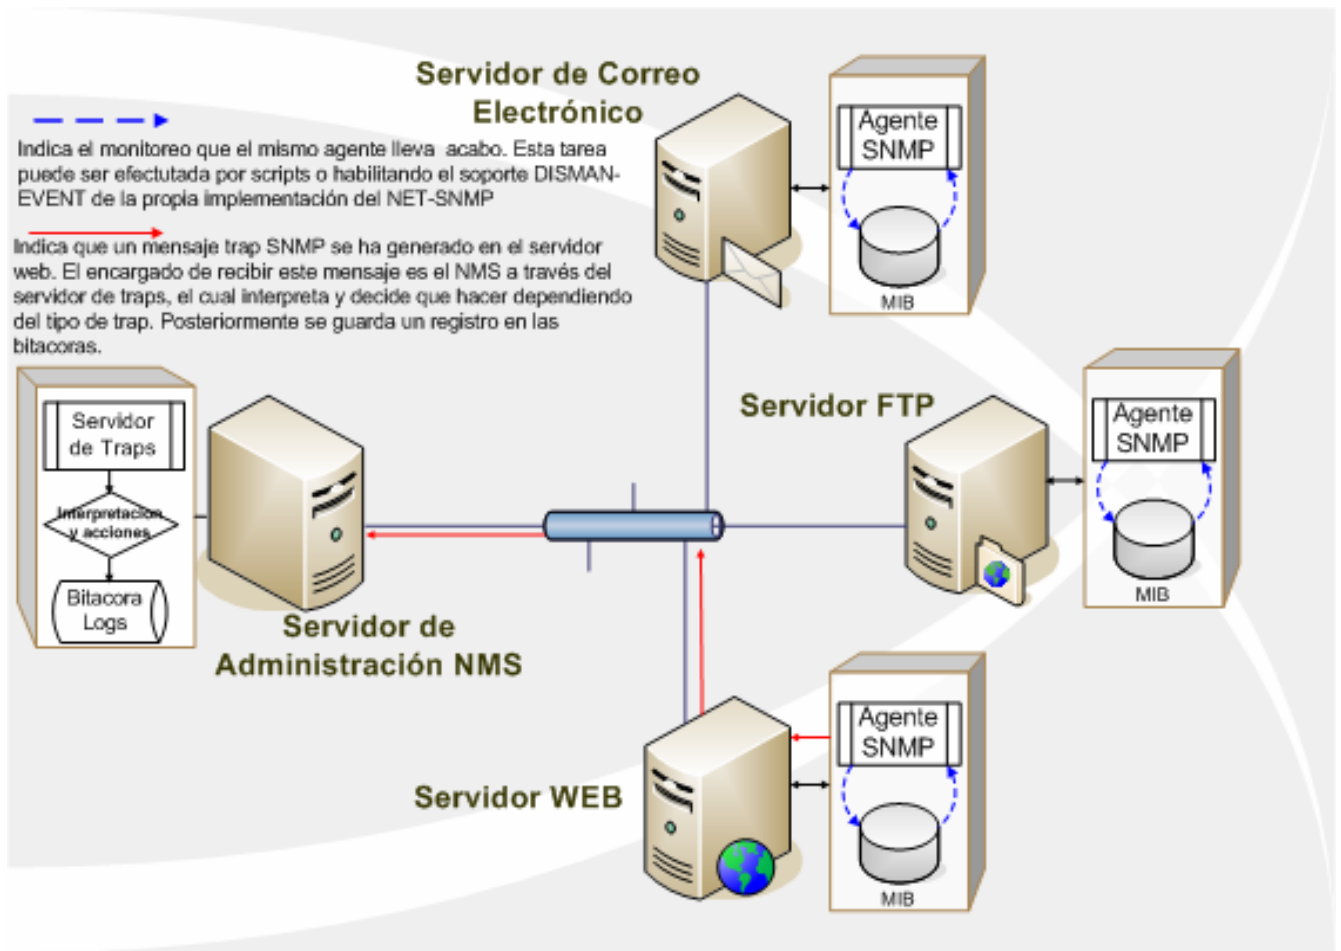 Servidor de Correo
Electrónico
Agente
SNMP
MIB
Indica el monitoreo que el mismo agente lleva acabo. Esta tarea
puede ser efectutada por scripts o habilitando el soporte DISMAN-
EVENT de la propia implementación del NET-SNMP
Indica que un mensaje trap SNMP se ha generado en el servidor
web. El encargado de recibir este mensaje es el NMS a través del
servidor de traps, el cual interpreta y decide que hacer dependiendo
del tipo de trap. Posteriormente se guarda un registro en las
bitacoras.
Servidor
de Traps
Interpretacion
y acciones
Bitacora
Logs
Servidor de
Administración NMS
Servidor FTP
Agente
SNMP
MIB
Servidor WEB
Agente
SNMP
MIB